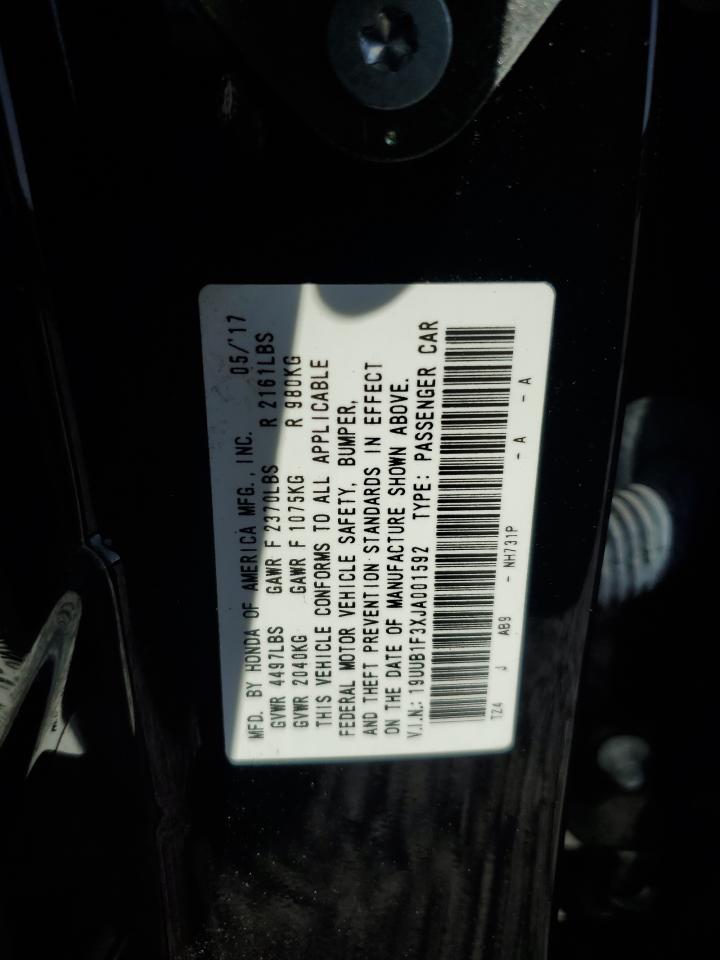 MFD. BY HONDA OF AMERICA MFG., INC. 05/'17
GVWR 4497LBS GAWR F 2370LBS R 2161LBS
GVWR 2040KG GAWR F 1075KG R 980KG
THIS VEHICLE CONFORMS TO ALL APPLICABLE
FEDERAL MOTOR VEHICLE SAFETY, BUMPER,
AND THEFT PREVENTION STANDARDS IN EFFECT
ON THE DATE OF MANUFACTURE SHOWN ABOVE.
V.I.N.: 19UUB1F3XJA001592 TYPE: PASSENGER CAR
TZ4 J AB9 - NH731P - A - A